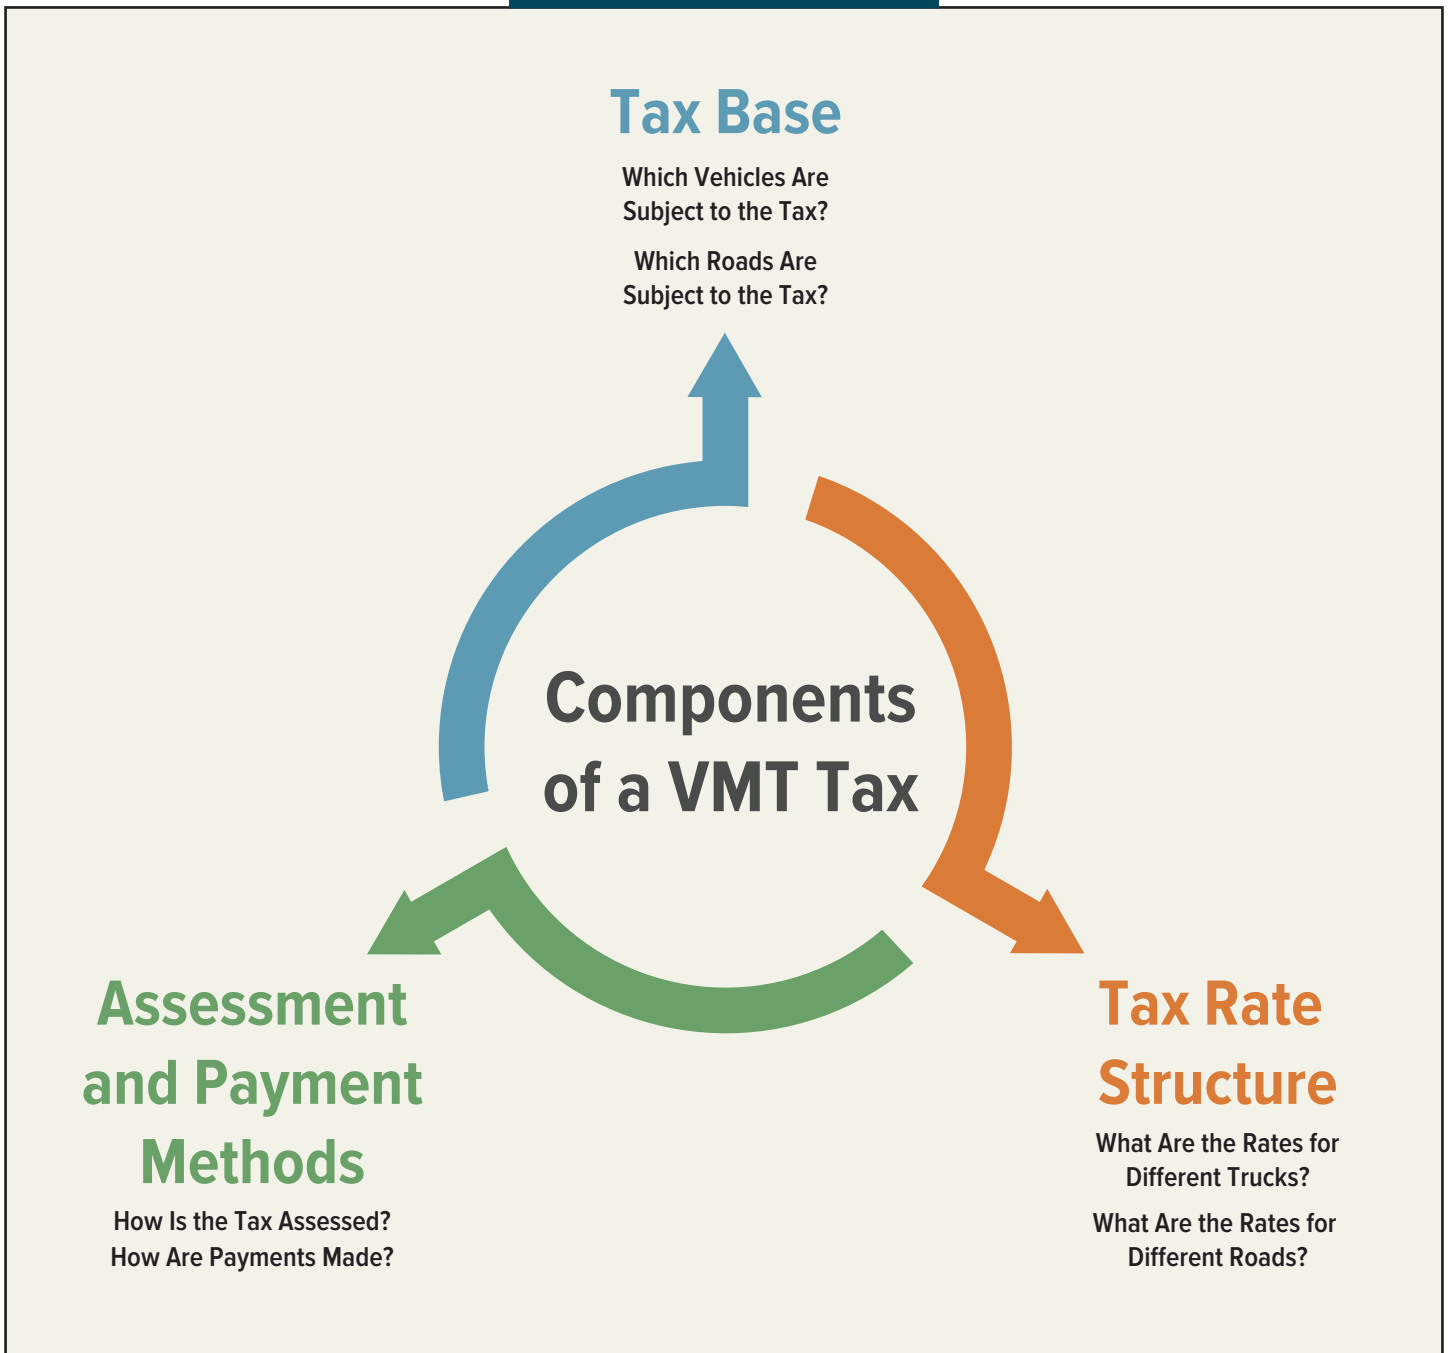 Tax Base
Which Vehicles Are
Subject to the Tax?
Which Roads Are
Subject to the Tax?
Components
of a VMT Tax
Assessment
and Payment
Methods
How Is the Tax Assessed?
How Are Payments Made?
Tax Rate
Structure
What Are the Rates for
Different Trucks?
What Are the Rates for
Different Roads?